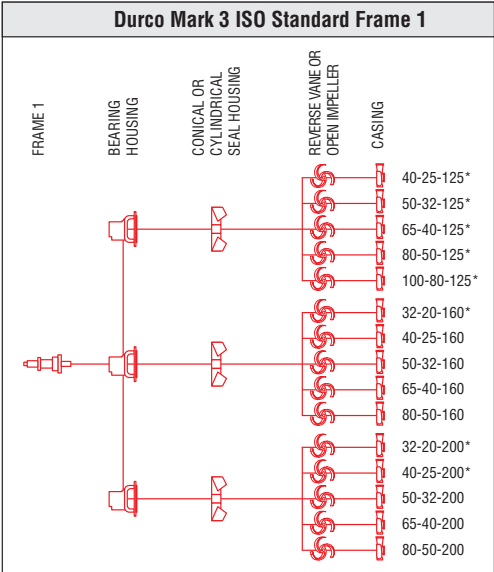 Durco Mark 3 ISO Standard Frame 1
FRAME 1
BEARING
HOUSING
CONICAL OR
CYLINDRICAL
SEAL HOUSING
REVERSE VANE OR
OPEN IMPELLER
CASING
40-25-125*
50-32-125*
65-40-125*
80-50-125*
100-80-125*
32-20-160*
40-25-160
50-32-160
65-40-160
80-50-160
32-20-200*
40-25-200*
50-32-200
65-40-200
80-50-200